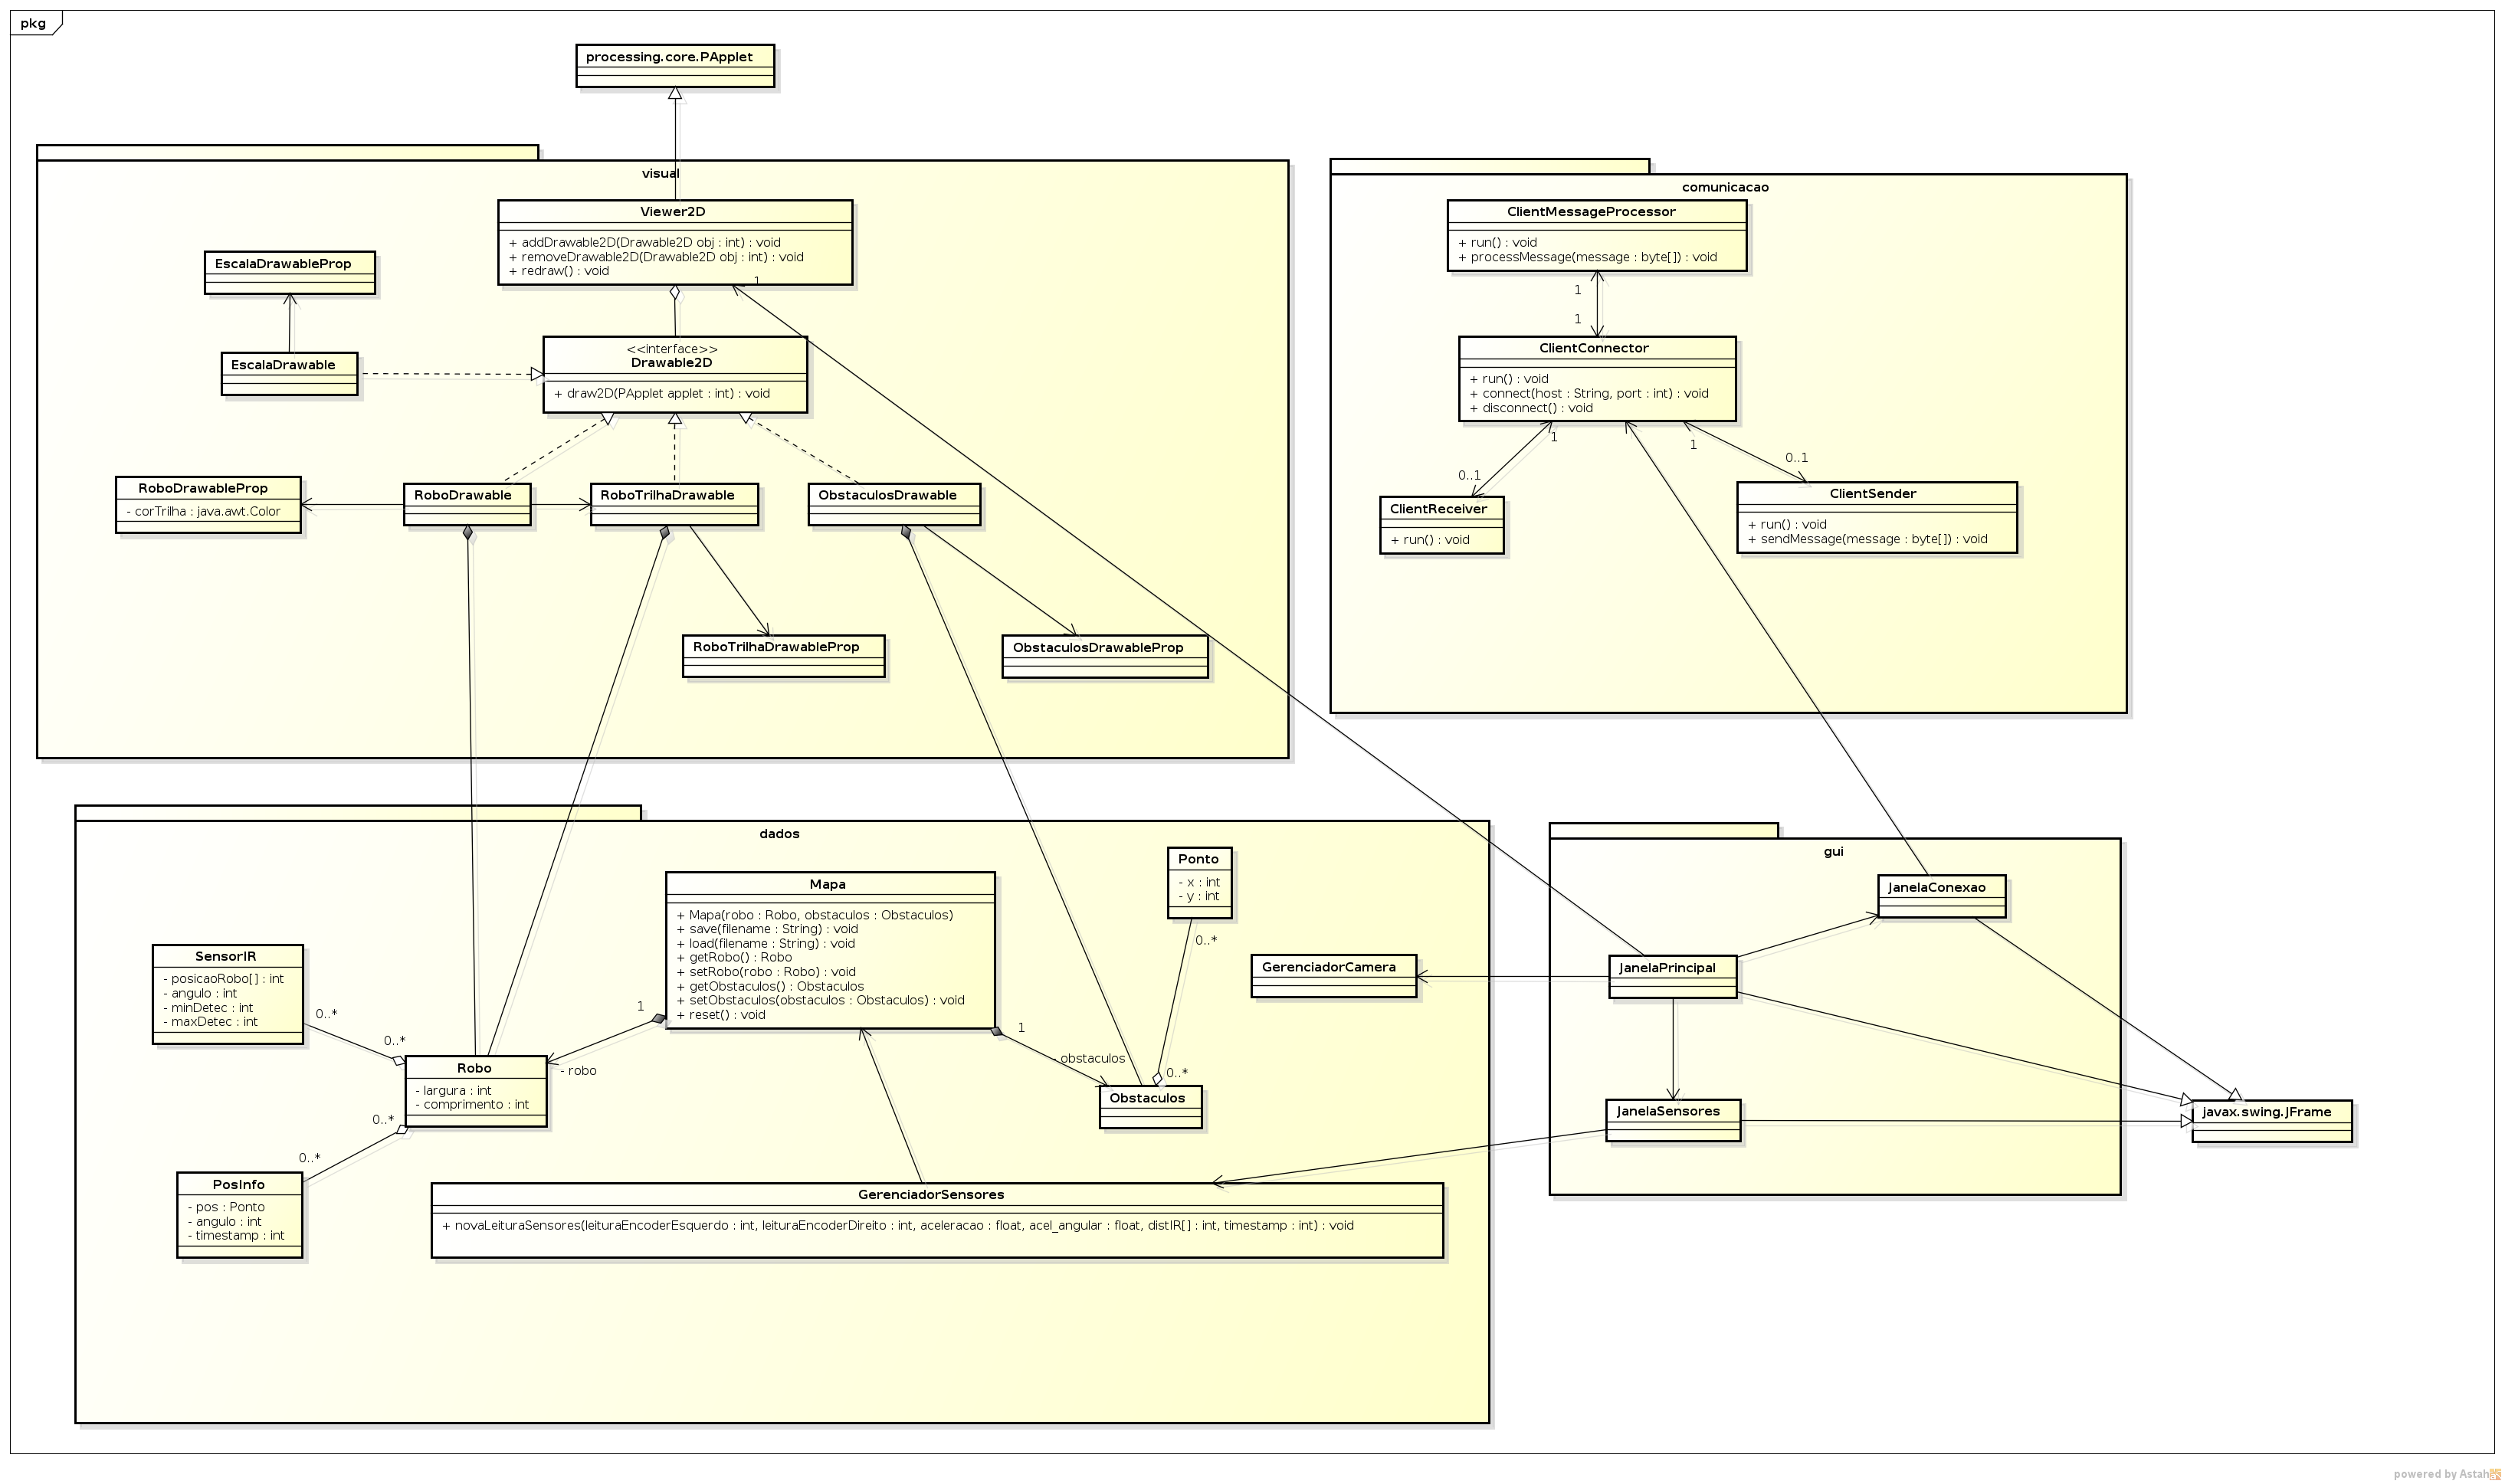 pkg
processing.core.PApplet
visual
Viewer2D
+ addDrawable2D(Drawable2D obj : int) : void
+ removeDrawable2D(Drawable2D obj : int) : void
+ redraw() : void
1
EscalaDrawableProp
EscalaDrawable
<<interface>>
Drawable2D
+ draw2D(PApplet applet : int) : void
RoboDrawableProp
- corTrilha : java.awt.Color
RoboDrawable
RoboTrilhaDrawable
ObstaculosDrawable
RoboTrilhaDrawableProp
ObstaculosDrawableProp
comunicacao
ClientMessageProcessor
+ run() : void
+ processMessage(message : byte[]) : void
1
1
ClientConnector
+ run() : void
+ connect(host : String, port : int) : void
+ disconnect() : void
1
1
0..1
0..1
ClientReceiver
+ run() : void
ClientSender
+ run() : void
+ sendMessage(message : byte[]) : void
dados
Mapa
+ Mapa(robo : Robo, obstaculos : Obstaculos)
+ save(filename : String) : void
+ load(filename : String) : void
+ getRobo() : Robo
+ setRobo(robo : Robo) : void
+ getObstaculos() : Obstaculos
+ setObstaculos(obstaculos : Obstaculos) : void
+ reset() : void
Ponto
- x : int
- y : int
0..*
0..*
GerenciadorCamera
SensorIR
- posicaoRobo[] : int
- angulo : int
- minDetec : int
- maxDetec : int
0..*
0..*
1
- robo
1
- obstaculos
Robo
- largura : int
- comprimento : int
Obstaculos
0..*
0..*
PosInfo
- pos : Ponto
- angulo : int
- timestamp : int
GerenciadorSensores
+ novaLeituraSensores(leituraEncoderEsquerdo : int, leituraEncoderDireito : int, aceleracao : float, acel_angular : float, distIR[] : int, timestamp : int) : void
gui
JanelaConexao
JanelaPrincipal
JanelaSensores
javax.swing.JFrame
powered by Astah